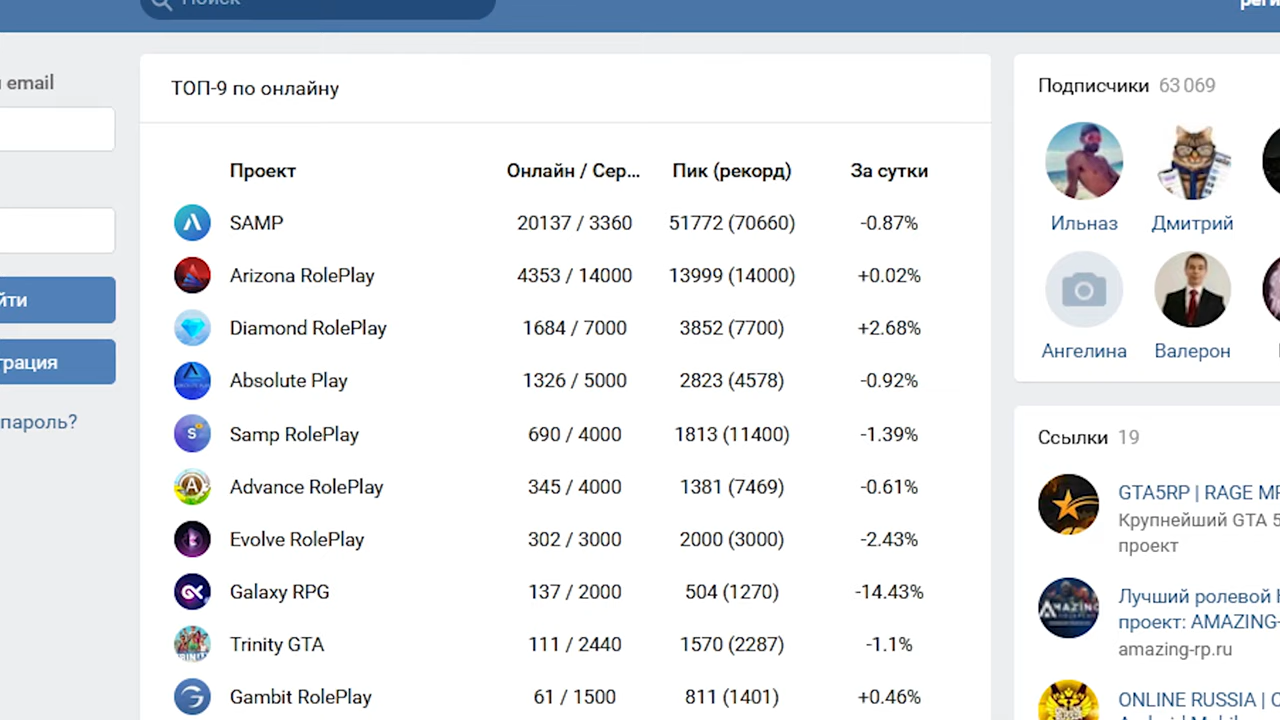 Поиск
email
ТОП-9 по онлайну
Проект Онлайн / Сер... Пик (рекорд) За сутки
SAMP 20137 / 3360 51772 (70660) -0.87%
Arizona RolePlay 4353 / 14000 13999 (14000) +0.02%
Diamond RolePlay 1684 / 7000 3852 (7700) +2.68%
Absolute Play 1326 / 5000 2823 (4578) -0.92%
Samp RolePlay 690 / 4000 1813 (11400) -1.39%
Advance RolePlay 345 / 4000 1381 (7469) -0.61%
Evolve RolePlay 302 / 3000 2000 (3000) -2.43%
Galaxy RPG 137 / 2000 504 (1270) -14.43%
Trinity GTA 111 / 2440 1570 (2287) -1.1%
Gambit RolePlay 61 / 1500 811 (1401) +0.46%
йти
трация
пароль?
Подписчики 63 069
Ильназ Дмитрий
Ангелина Валерон
Ссылки 19
GTA5RP | RAGE MP
Крупнейший GTA 5
проект
Лучший ролевой
проект: AMAZING-
amazing-rp.ru
ONLINE RUSSIA |